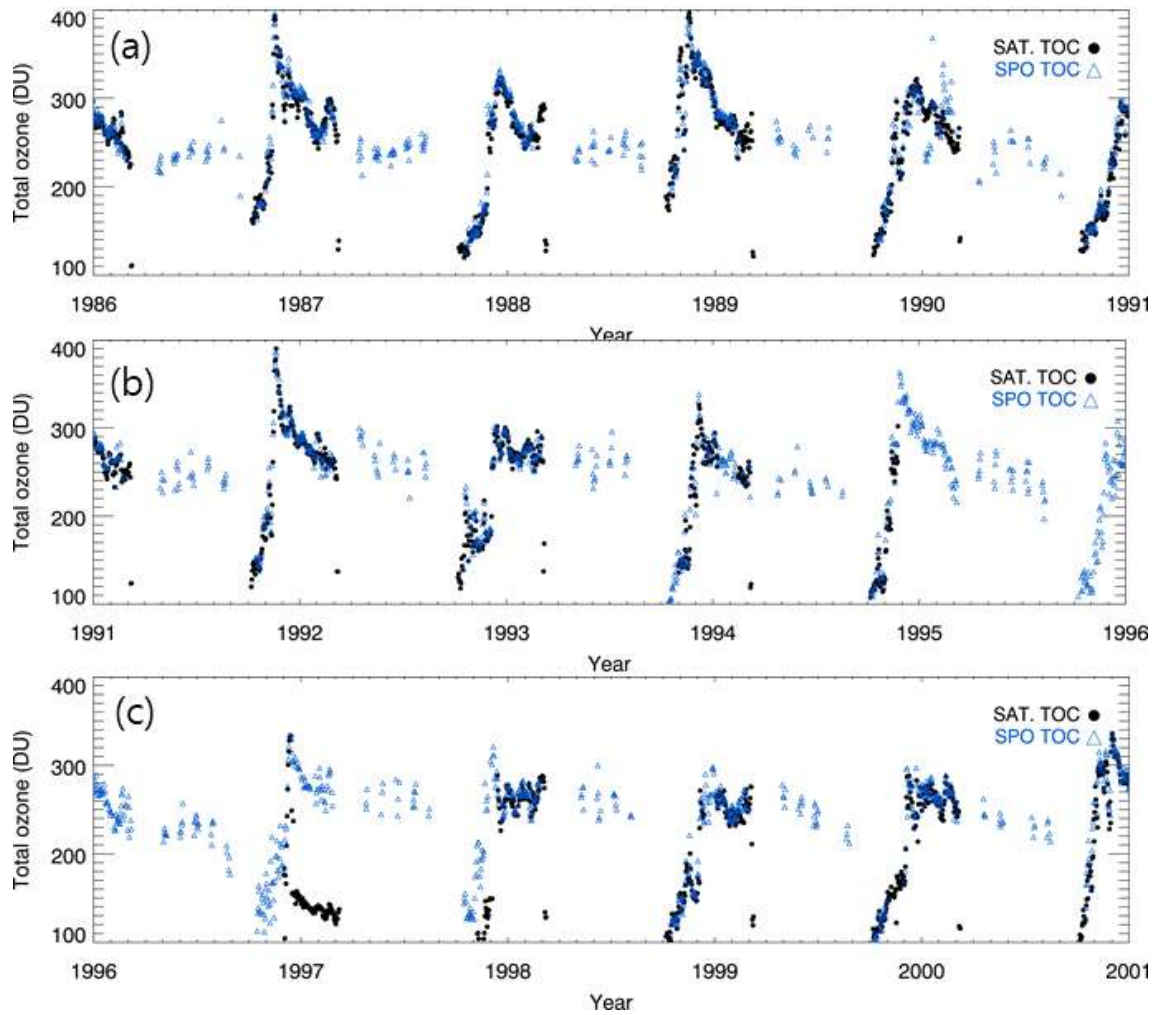 (a)
SAT. TOC
SPO TOC
400
300
200
100
Total ozone (DU)
1986 1987 1988 1989 1990 1991
Year
(b)
SAT. TOC
SPO TOC
400
300
200
100
Total ozone (DU)
1991 1992 1993 1994 1995 1996
Year
(c)
SAT. TOC
SPO TOC
400
300
200
100
Total ozone (DU)
1996 1997 1998 1999 2000 2001
Year